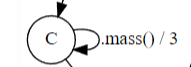 C .mass() / 3